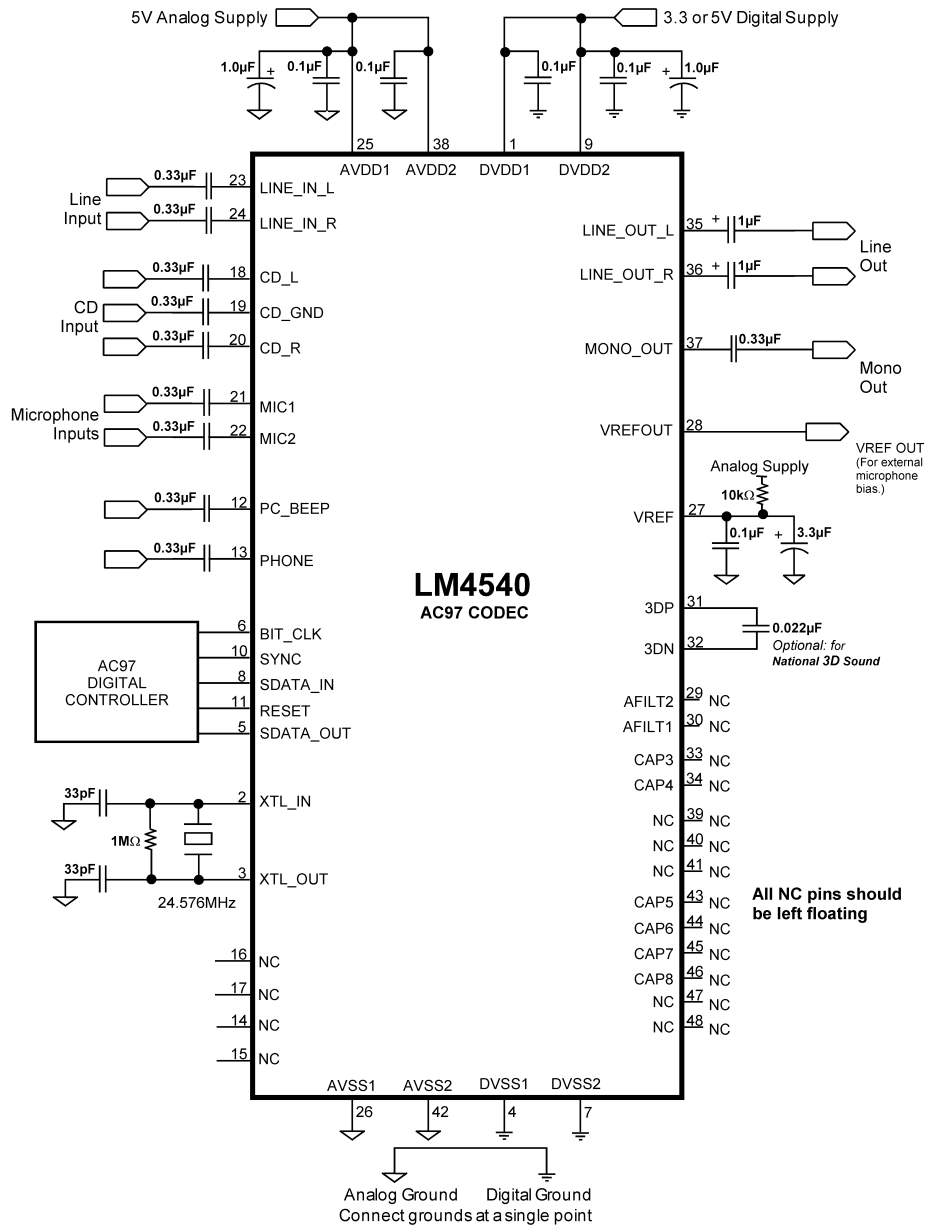 5V Analog Supply
3.3 or 5V Digital Supply
1.0µF +
0.1µF
0.1µF
0.1µF
0.1µF
+ 1.0µF
25
38
1
9
AVDD1
AVDD2
DVDD1
DVDD2
Line
Input
0.33µF
23
LINE_IN_L
0.33µF
24
LINE_IN_R
CD
Input
0.33µF
18
CD_L
0.33µF
19
CD_GND
0.33µF
20
CD_R
Microphone
Inputs
0.33µF
21
MIC1
0.33µF
22
MIC2
0.33µF
12
PC_BEEP
0.33µF
13
PHONE
AC97
DIGITAL
CONTROLLER
6
BIT_CLK
10
SYNC
8
SDATA_IN
11
RESET
5
SDATA_OUT
33pF
2
XTL_IN
1MΩ
33pF
3
XTL_OUT
24.576MHz
16
NC
17
NC
14
NC
15
NC
LM4540
AC97 CODEC
LINE_OUT_L
35
+
1µF
LINE_OUT_R
36
+
1µF
Line
Out
MONO_OUT
37
0.33µF
Mono
Out
VREFOUT
28
VREF OUT
(For external
microphone
bias.)
Analog Supply
10kΩ
VREF
27
0.1µF
+ 3.3µF
3DP
31
3DN
32
0.022µF
Optional: for
National 3D Sound
AFILT2
29
NC
AFILT1
30
NC
CAP3
33
NC
CAP4
34
NC
NC
39
NC
NC
40
NC
NC
41
NC
CAP5
43
NC
CAP6
44
NC
CAP7
45
NC
CAP8
46
NC
NC
47
NC
NC
48
NC
All NC pins should
be left floating
AVSS1
AVSS2
DVSS1
DVSS2
26
42
4
7
Analog Ground
Digital Ground
Connect grounds at a single point